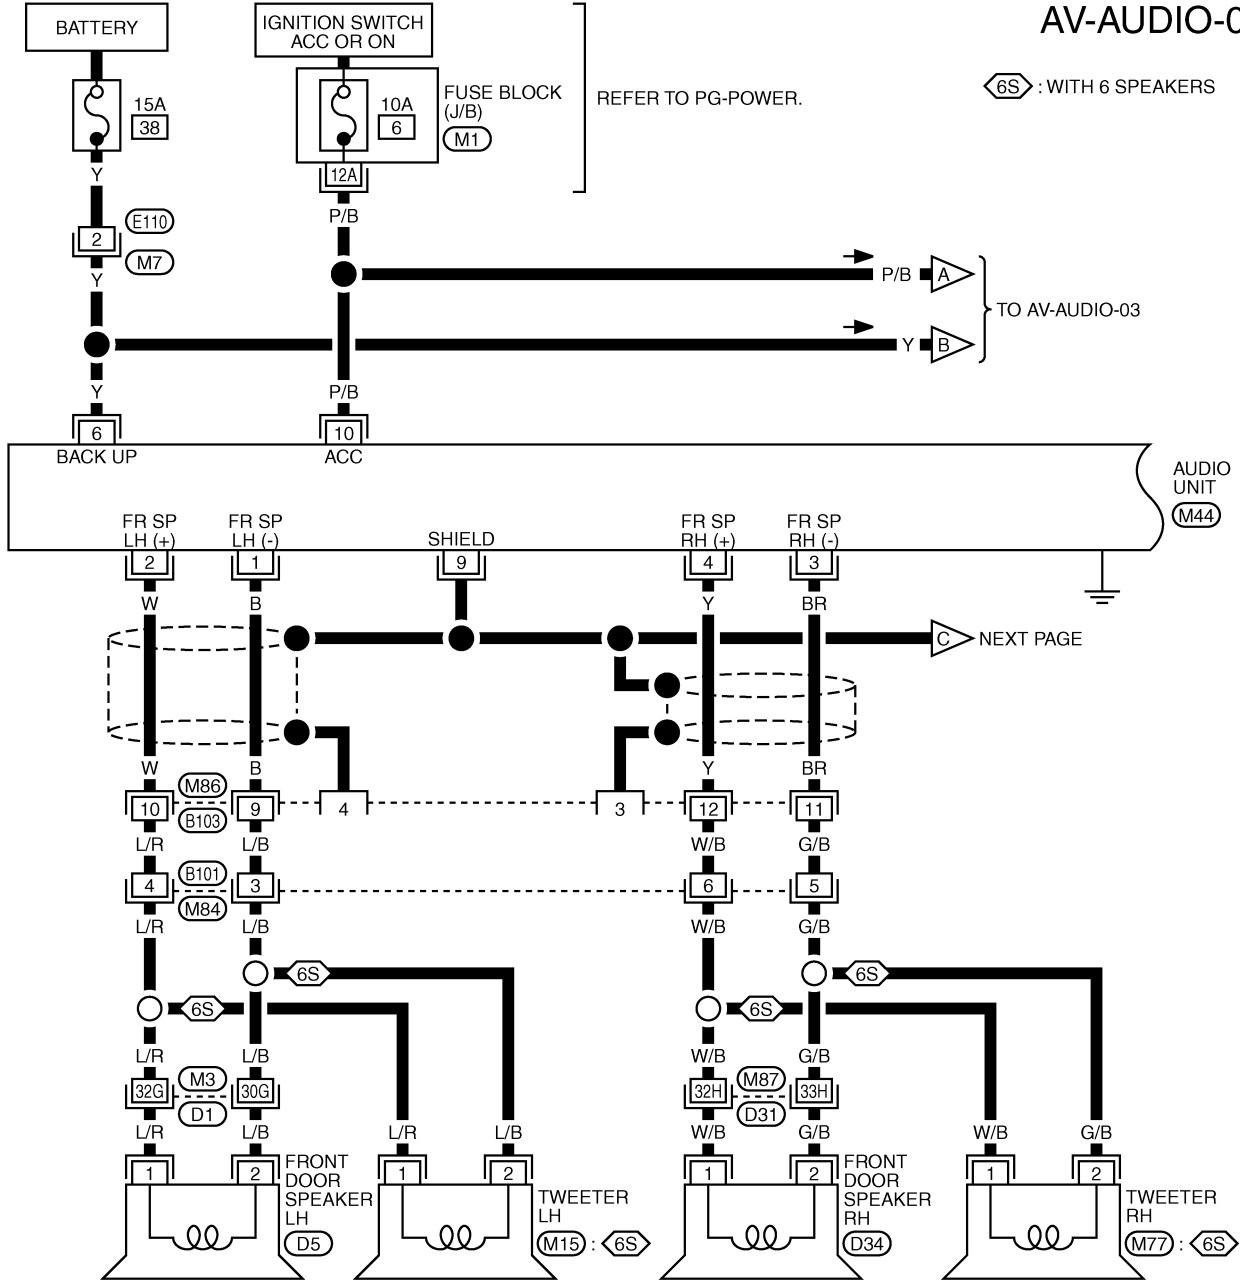 AV-AUDIO-0
BATTERY
IGNITION SWITCH
ACC OR ON
6S : WITH 6 SPEAKERS
15A
38
10A
6
FUSE BLOCK
(J/B)
M1
REFER TO PG-POWER.
12A
Y
P/B
E110
2
M7
Y
P/B
A
TO AV-AUDIO-03
Y
B
Y
P/B
6
10
BACK UP
ACC
AUDIO
UNIT
M44
FR SP
LH (+)
FR SP
LH (-)
SHIELD
FR SP
RH (+)
FR SP
RH (-)
2
1
9
4
3
W
B
Y
BR
C
NEXT PAGE
W
B
Y
BR
M86
10
9
4
3
12
11
B103
L/R
L/B
W/B
G/B
B101
4
3
6
5
M84
L/R
L/B
W/B
G/B
6S
6S
6S
6S
L/R
L/B
W/B
G/B
M3
M87
32G
30G
32H
33H
D1
D31
L/R
L/B
L/R
L/B
W/B
G/B
W/B
G/B
1
2
1
2
1
2
1
2
FRONT
DOOR
SPEAKER
LH
D5
TWEETER
LH
M15 : 6S
FRONT
DOOR
SPEAKER
RH
D34
TWEETER
RH
M77 : 6S